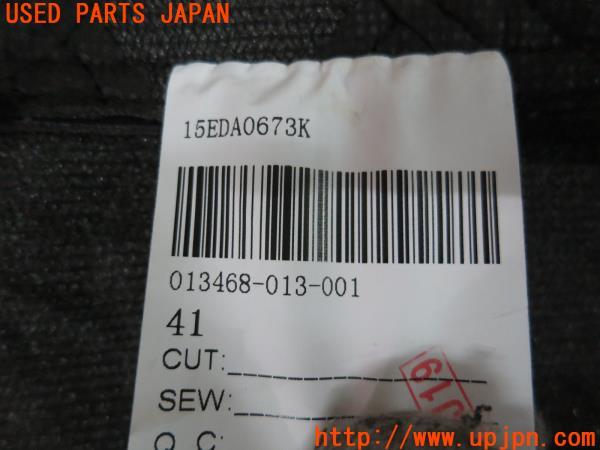 USED PARTS JAPAN
15EDA0673K
013468-013-001
41
CUT:
SEW:
Q.C:
http://www.upjpn.com